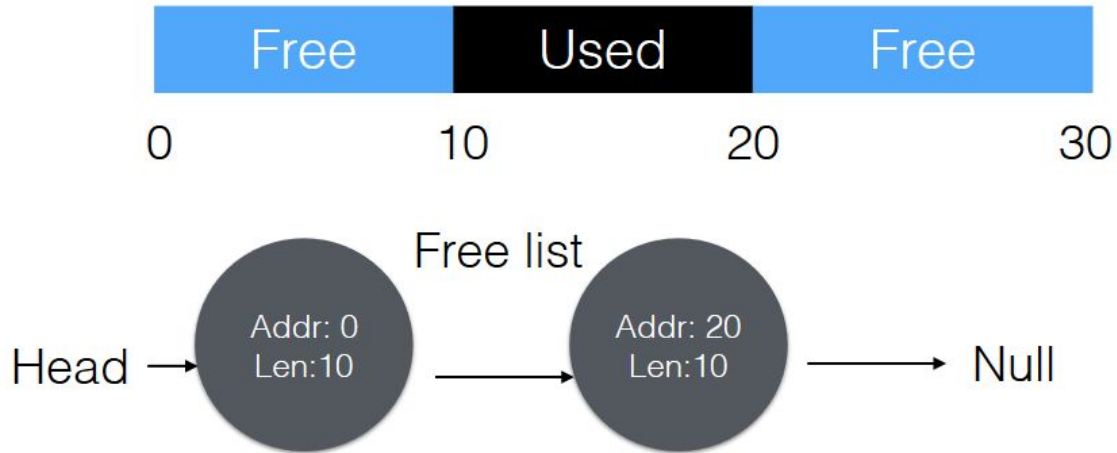 Free Used Free
0 10 20 30
Free list
Addr: 0
Len:10
Addr: 20
Len:10
Head
Null